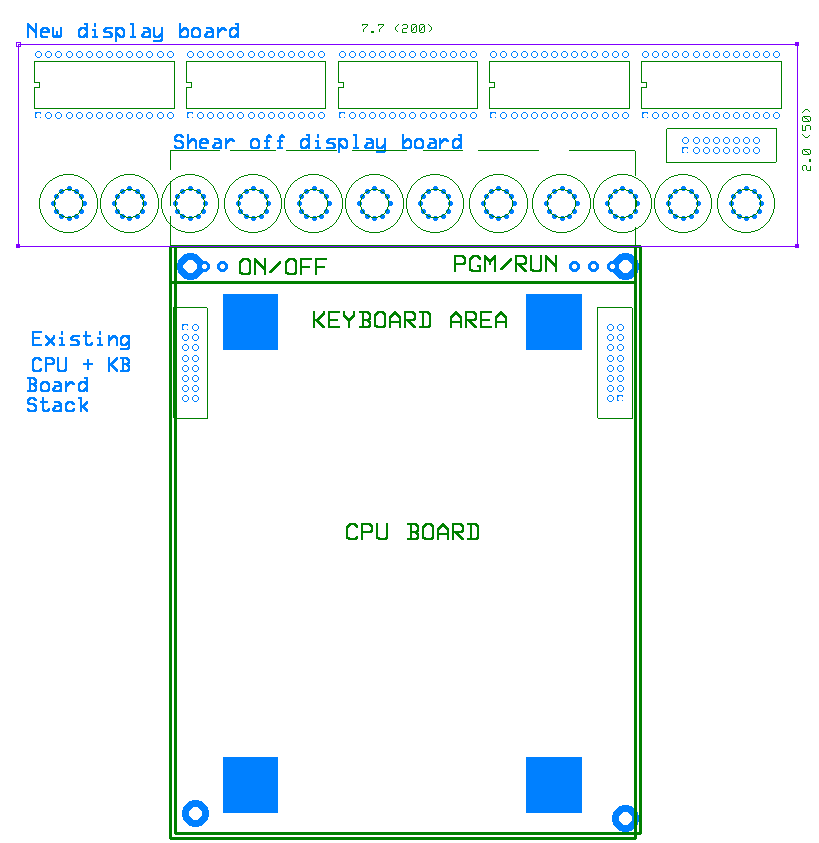 New display board
7.7 (200)
2.0 (50)
Shear off display board
ON/OFF
PGM/RUN
KEYBOARD AREA
Existing
CPU + KB
Board
Stack
CPU BOARD